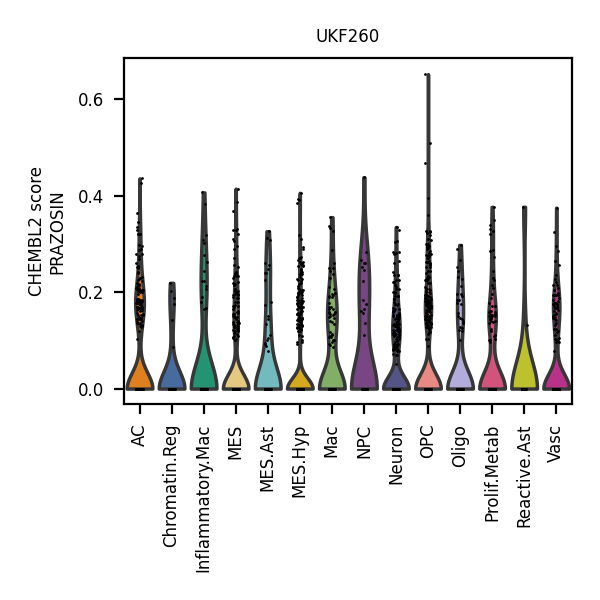 UKF260
CHEMBL2 score
PRAZOSIN
0.6
0.4
0.2
0.0
AC
Chromatin.Reg
Inflammatory.Mac
MES
MES.Ast
MES.Hyp
Mac
NPC
Neuron
OPC
Oligo
Prolif.Metab
Reactive.Ast
Vasc